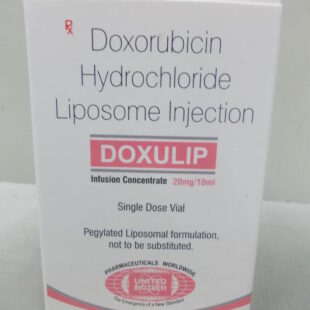 Rx
Doxorubicin
Hydrochloride
Liposome Injection
DOXULIP
Infusion Concentrate 20mg/10ml
Single Dose Vial
Pegylated Liposomal formulation,
not to be substituted.
PHARMACEUTICALS WORLDWIDE
UNITED
BIOTECH
The Emergence of a New Standard